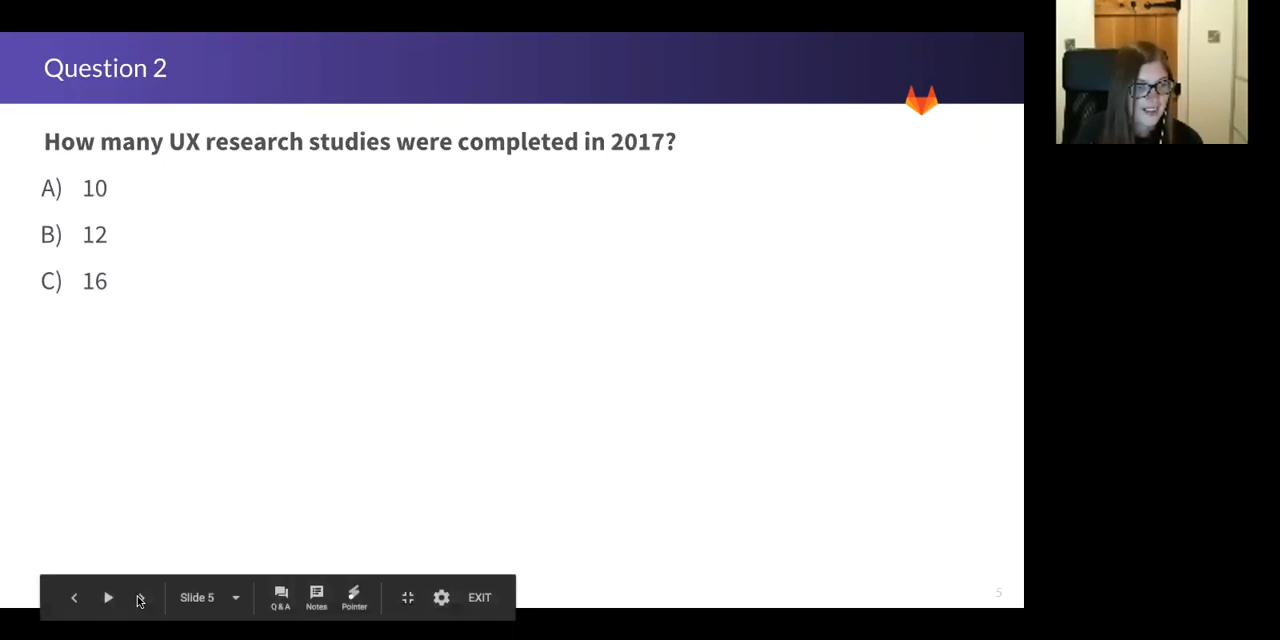 Question 2
How many UX research studies were completed in 2017?
A) 10
B) 12
C) 16
5
Slide 5
Q & A
Notes
Pointer
EXIT